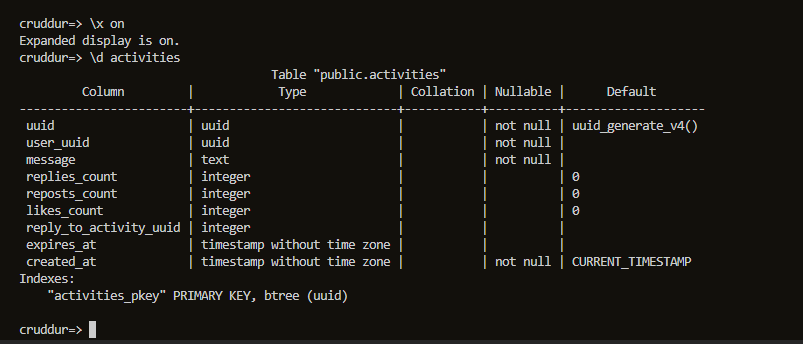 cruddur=> \x on
Expanded display is on.
cruddur=> \d activities
                                     Table "public.activities"
         Column         |            Type             | Collation | Nullable |      Default
------------------------+-----------------------------+-----------+----------+--------------------
 uuid                   | uuid                        |           | not null | uuid_generate_v4()
 user_uuid              | uuid                        |           | not null |
 message                | text                        |           | not null |
 replies_count          | integer                     |           |          | 0
 reposts_count          | integer                     |           |          | 0
 likes_count            | integer                     |           |          | 0
 reply_to_activity_uuid | integer                     |           |          |
 expires_at             | timestamp without time zone |           |          |
 created_at             | timestamp without time zone |           | not null | CURRENT_TIMESTAMP
Indexes:
    "activities_pkey" PRIMARY KEY, btree (uuid)
cruddur=>